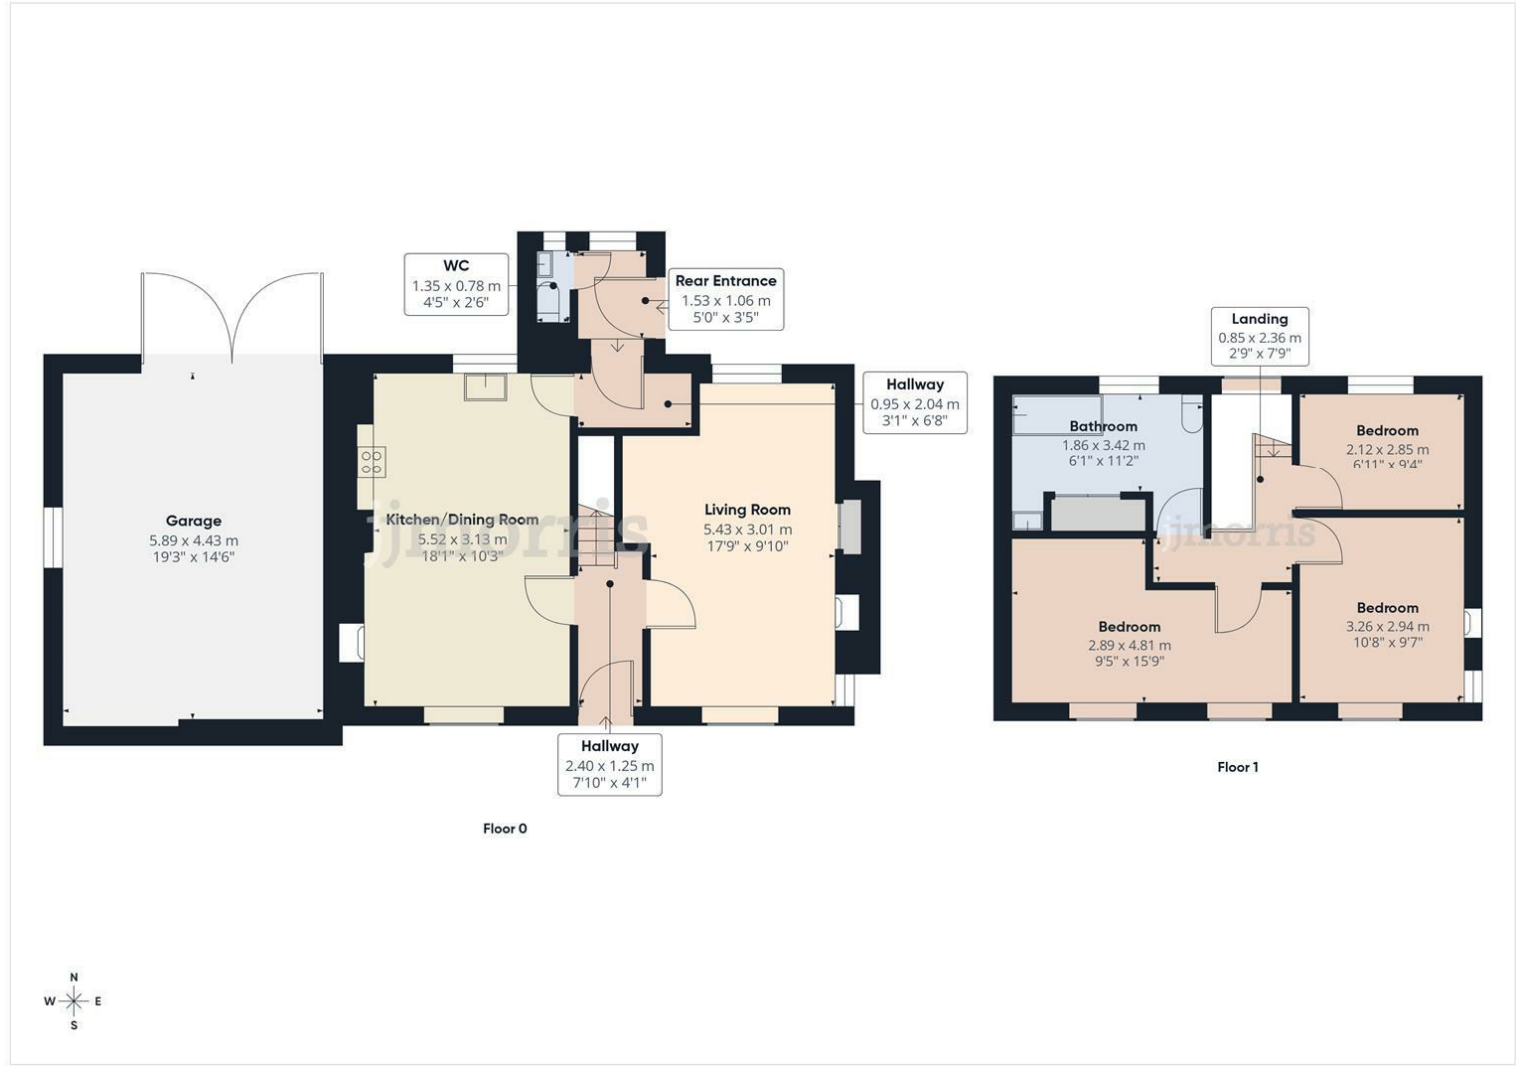 WC
1.35 x 0.78 m
4'5" x 2'6"
Rear Entrance
1.53 x 1.06 m
5'0" x 3'5"
Hallway
0.95 x 2.04 m
3'1" x 6'8"
Garage
5.89 x 4.43 m
19'3" x 14'6"
Kitchen/Dining Room
5.52 x 3.13 m
18'1" x 10'3"
Living Room
5.43 x 3.01 m
17'9" x 9'10"
jjmorris
Hallway
2.40 x 1.25 m
7'10" x 4'1"
Floor 0
Landing
0.85 x 2.36 m
2'9" x 7'9"
Bathroom
1.86 x 3.42 m
6'1" x 11'2"
Bedroom
2.12 x 2.85 m
6'11" x 9'4"
jjmorris
Bedroom
2.89 x 4.81 m
9'5" x 15'9"
Bedroom
3.26 x 2.94 m
10'8" x 9'7"
Floor 1
N
W E
S